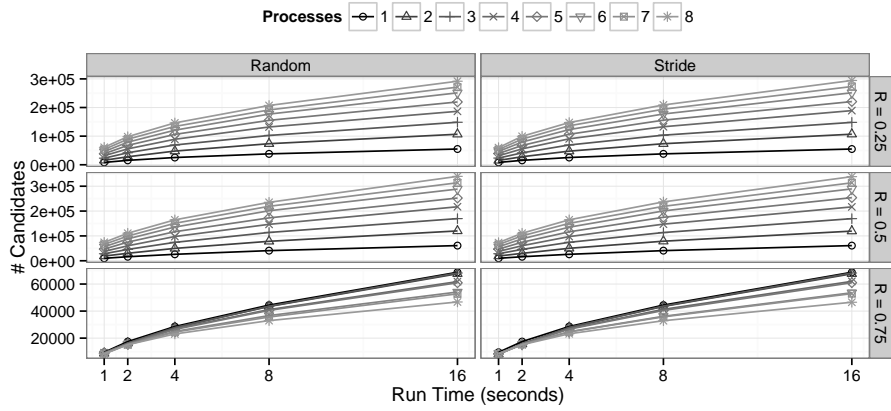 Processes 1 2 3 4 5 6 7 8
Random Stride
3e+05
2e+05
1e+05
0e+00
R = 0.25
3e+05
2e+05
1e+05
0e+00
R = 0.5
60000
40000
20000
R = 0.75
# Candidates
1 2 4 8 16 1 2 4 8 16
Run Time (seconds)